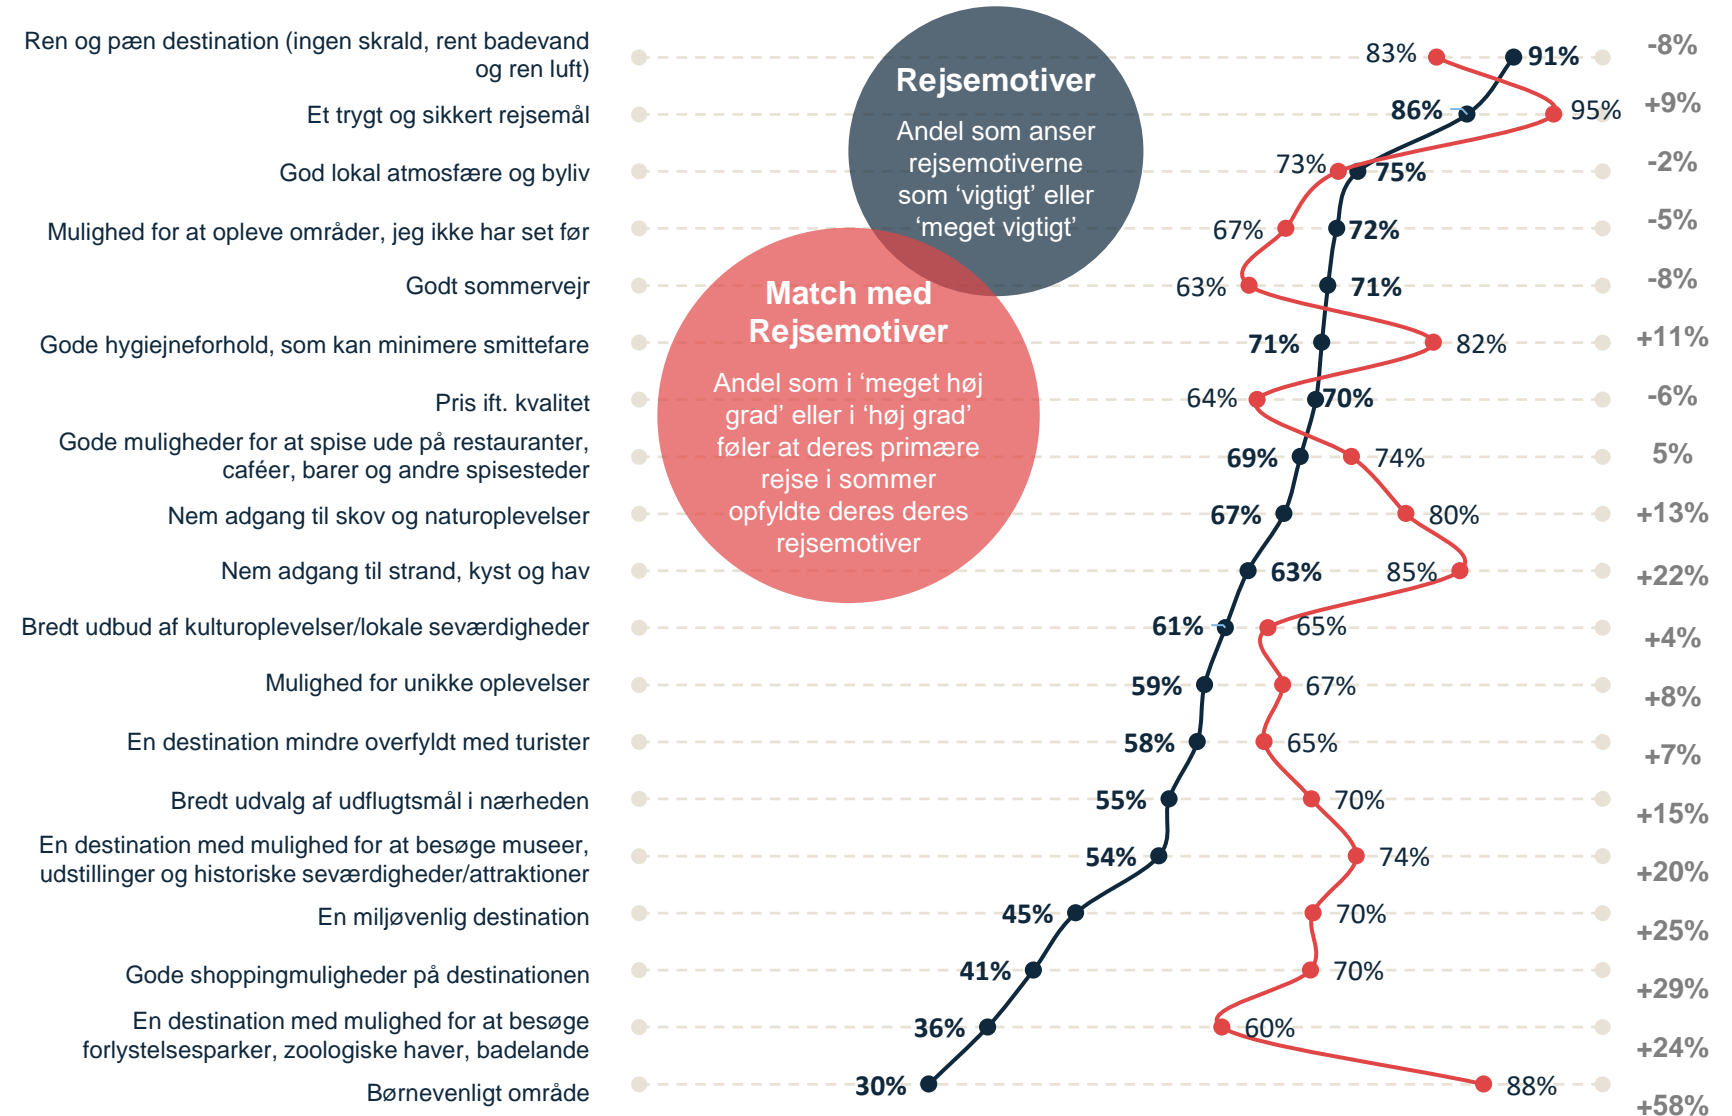 Ren og pæn destination (ingen skrald, rent badevand
og ren luft)
83%
91%
-8%
Et trygt og sikkert rejsemål
86%
95%
+9%
God lokal atmosfære og byliv
73%
75%
-2%
Mulighed for at opleve områder, jeg ikke har set før
67%
72%
-5%
Godt sommervejr
63%
71%
-8%
Gode hygiejneforhold, som kan minimere smittefare
71%
82%
+11%
Pris ift. kvalitet
64%
70%
-6%
Gode muligheder for at spise ude på restauranter,
caféer, barer og andre spisesteder
69%
74%
5%
Nem adgang til skov og naturoplevelser
67%
80%
+13%
Nem adgang til strand, kyst og hav
63%
85%
+22%
Bredt udbud af kulturoplevelser/lokale seværdigheder
61%
65%
+4%
Mulighed for unikke oplevelser
59%
67%
+8%
En destination mindre overfyldt med turister
58%
65%
+7%
Bredt udvalg af udflugtsmål i nærheden
55%
70%
+15%
En destination med mulighed for at besøge museer,
udstillinger og historiske seværdigheder/attraktioner
54%
74%
+20%
En miljøvenlig destination
45%
70%
+25%
Gode shoppingmuligheder på destinationen
41%
70%
+29%
En destination med mulighed for at besøge
forlystelsesparker, zoologiske haver, badelande
36%
60%
+24%
Børnevenligt område
30%
88%
+58%
Rejsemotiver
Andel som anser
rejsemotiverne
som ‘vigtigt’ eller
‘meget vigtigt’
Match med
Rejsemotiver
Andel som i ‘meget høj
grad’ eller i ‘høj grad’
føler at deres primære
rejse i sommer
opfyldte deres deres
rejsemotiver